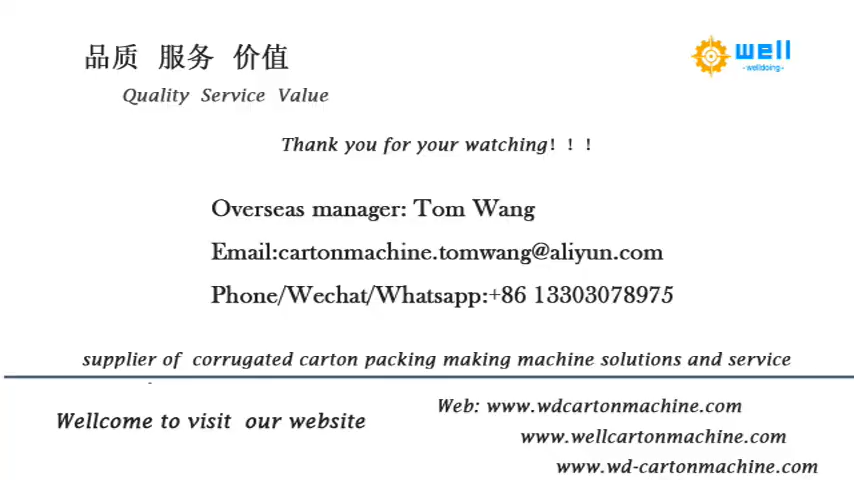 品质 服务 价值
well
-welldoing-
Quality Service Value
Thank you for your watching！！！
Overseas manager: Tom Wang
Email:cartonmachine.tomwang@aliyun.com
Phone/Wechat/Whatsapp:+86 13303078975
supplier of corrugated carton packing making machine solutions and service
Wellcome to visit our website
Web: www.wdcartonmachine.com
www.wellcartonmachine.com
www.wd-cartonmachine.com